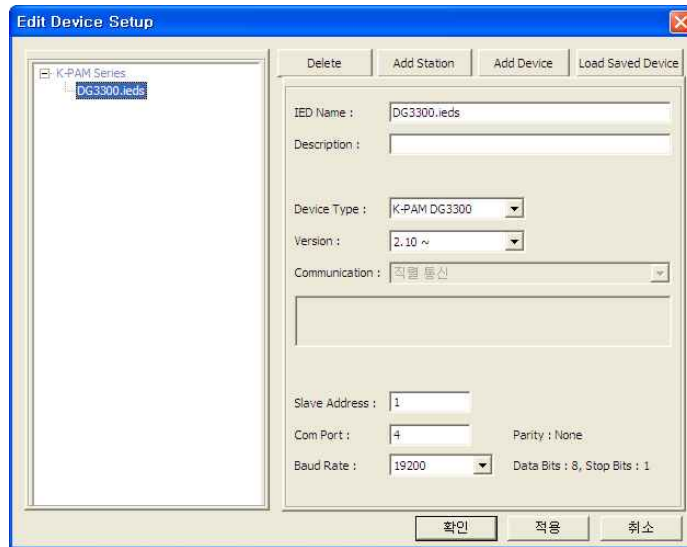 Edit Device Setup
K-PAM Series
DG3300.ieds
Delete
Add Station
Add Device
Load Saved Device
IED Name :
DG3300.ieds
Description :
Device Type :
K-PAM DG3300
Version :
2.10 ~
Communication :
직렬 통신
Slave Address :
1
Com Port :
4
Parity : None
Baud Rate :
19200
Data Bits : 8, Stop Bits : 1
확인
적용
취소